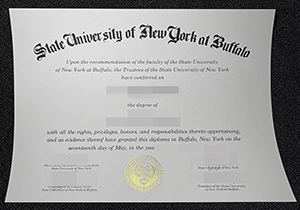 State University of New York at Buffalo
Upon the recommendation of the faculty of the State University
of New York at Buffalo, the Trustees of the State University of New York
have conferred on
the degree of
with all the rights, privileges, honors, and responsibilities thereto appertaining,
and as evidence thereof have granted this diploma in Buffalo, New York on the
seventeenth day of May, in the year